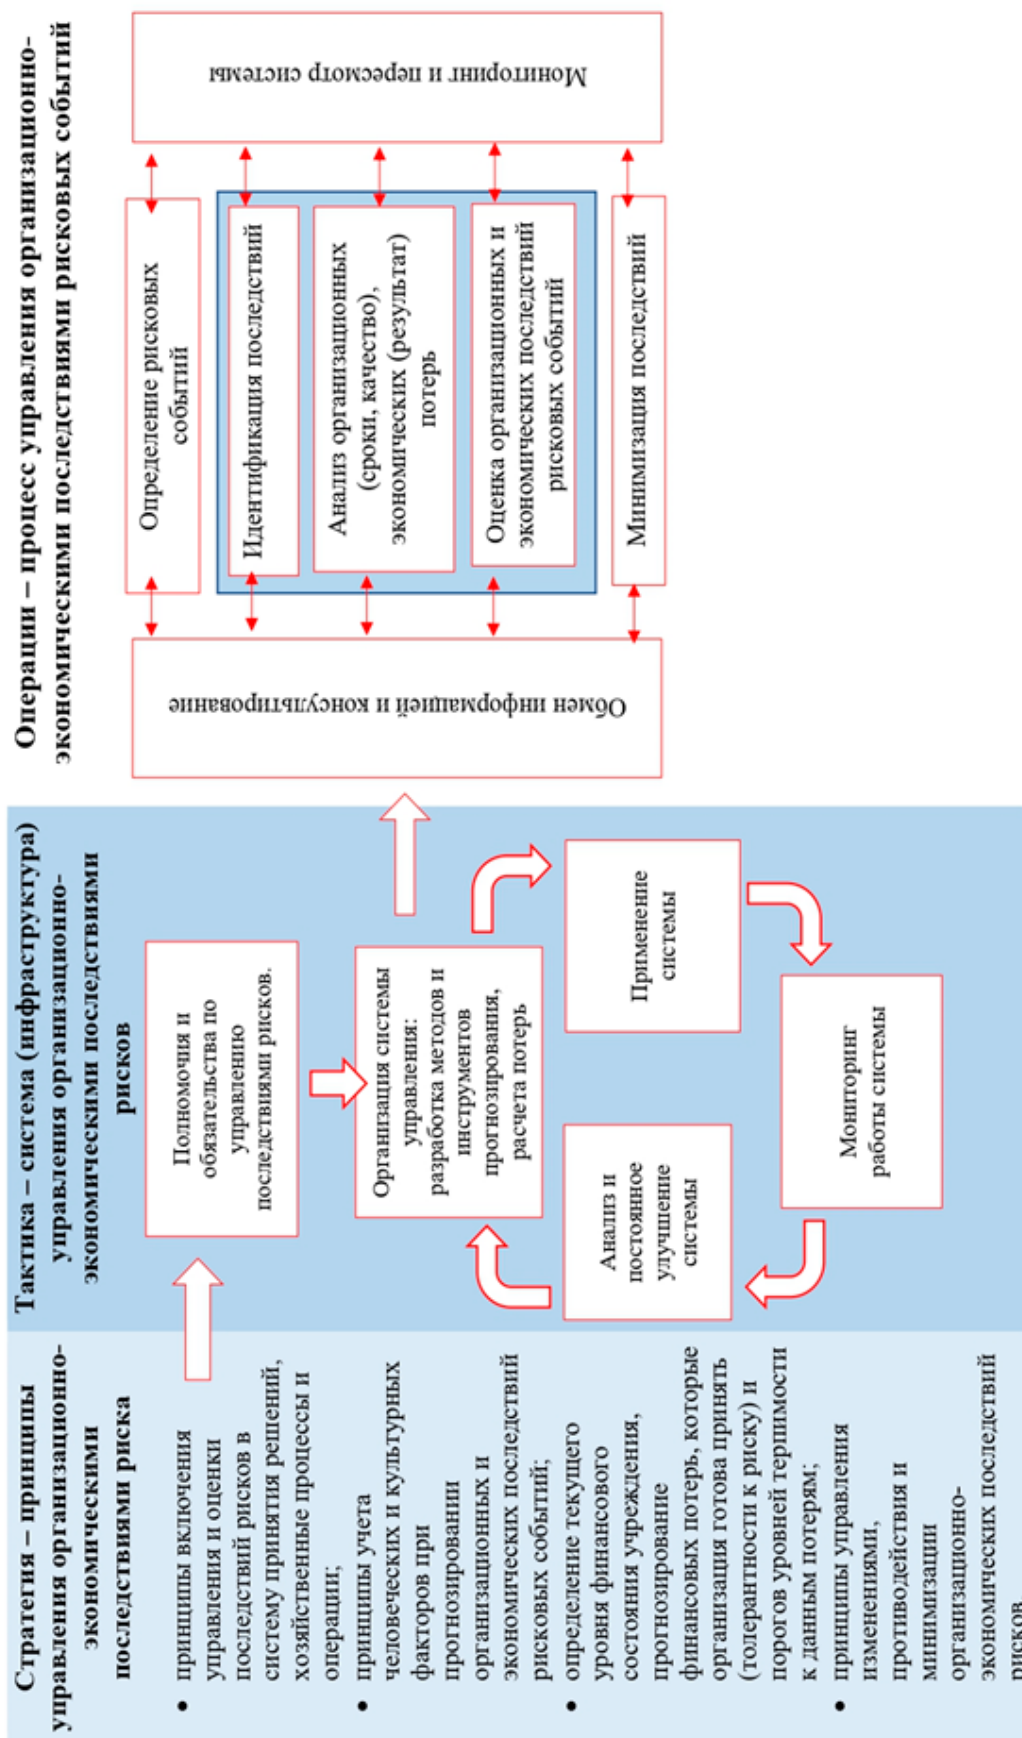 Стратегия – принципы
управления организационно-
экономическими
последствиями риска
• принципы включения
управления и оценки
последствий рисков в
систему принятия решений,
хозяйственные процессы и
операции;
• принципы учета
человеческих и культурных
факторов при
прогнозировании
организационных и
экономических последствий
рисковых событий;
• определение текущего
уровня финансового
состояния учреждения,
прогнозирование
финансовых потерь, которые
организация готова принять
(толерантности к риску) и
порогов уровней терпимости
к данным потерям;
• принципы управления
изменениями,
противодействия и
минимизации
организационно-
экономических последствий
рисков
Тактика – система (инфраструктура)
управления организационно-
экономическими последствиями
рисков
Полномочия и
обязательства по
управлению
последствиями рисков.
Организация системы
управления:
разработка методов и
инструментов
прогнозирования,
расчета потерь
Анализ и
постоянное
улучшение
системы
Применение
системы
Мониторинг
работы системы
Операции – процесс управления организационно-
экономическими последствиями рисковых событий
Обмен информацией и консультирование
Определение рисковых
событий
Идентификация последствий
Анализ организационных
(сроки, качество),
экономических (результат)
потерь
Оценка организационных и
экономических последствий
рисковых событий
Минимизация последствий
Мониторинг и пересмотр системы